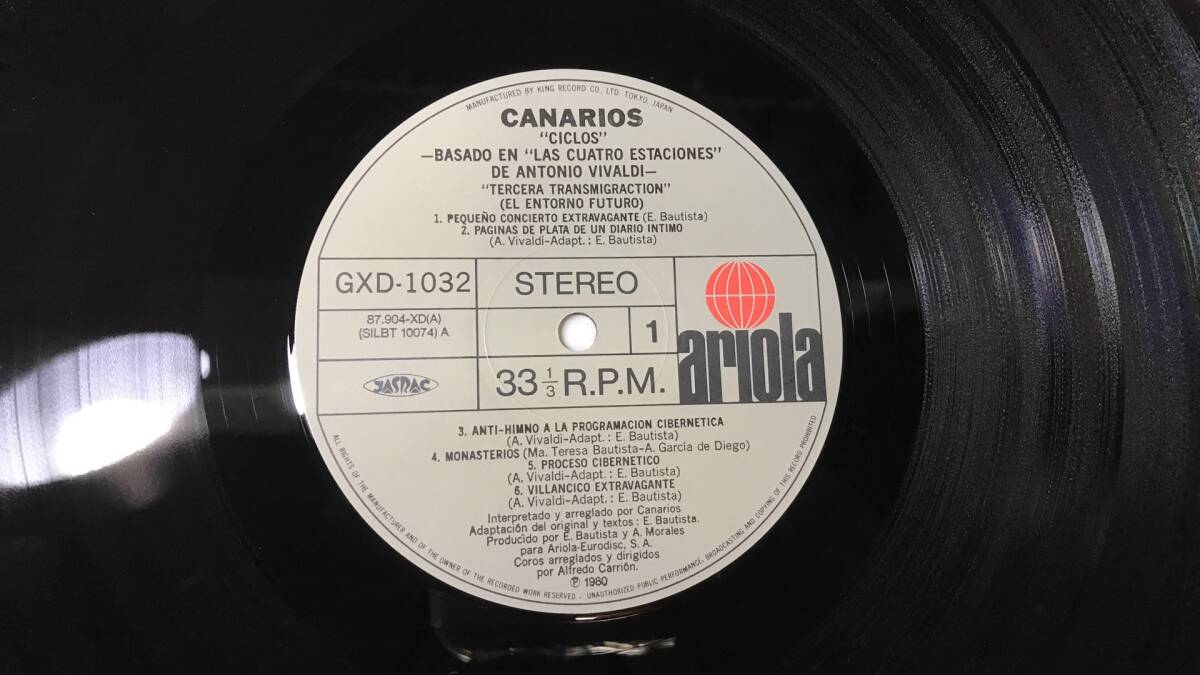 MANUFACTURED BY KING RECORD CO., LTD. TOKYO, JAPAN
CANARIOS
"CICLOS"
—BASADO EN "LAS CUATRO ESTACIONES"
DE ANTONIO VIVALDI—
"TERCERA TRANSMIGRACTION"
(EL ENTORNO FUTURO)
1. PEQUEÑO CONCIERTO EXTRAVAGANTE (E. Bautista)
2. PAGINAS DE PLATA DE UN DIARIO INTIMO
(A. Vivaldi-Adapt.: E. Bautista)
GXD-1032
STEREO
87.904-XD(A)
(SILBT 10074) A
1
ariola
JASRAC
33 1/3 R.P.M.
3. ANTI-HIMNO A LA PROGRAMACION CIBERNETICA
(A. Vivaldi-Adapt.: E. Bautista)
4. MONASTERIOS (Ma. Teresa Bautista-A. García de Diego)
5. PROCESO CIBERNETICO
(A. Vivaldi-Adapt.: E. Bautista)
6. VILLANCICO EXTRAVAGANTE
(A. Vivaldi-Adapt.: E. Bautista)
Interpretado y arreglado por Canarios
Adaptación del original y textos: E. Bautista.
Producido por E. Bautista y A. Morales
para Ariola-Eurodisc, S. A.
Coros arreglados y dirigidos
por Alfredo Carrión.
℗ 1980
ALL RIGHTS OF THE MANUFACTURER AND OF THE OWNER OF THE RECORDED WORK RESERVED - UNAUTHORIZED PUBLIC PERFORMANCE, BROADCASTING AND COPYING OF THIS RECORD PROHIBITED